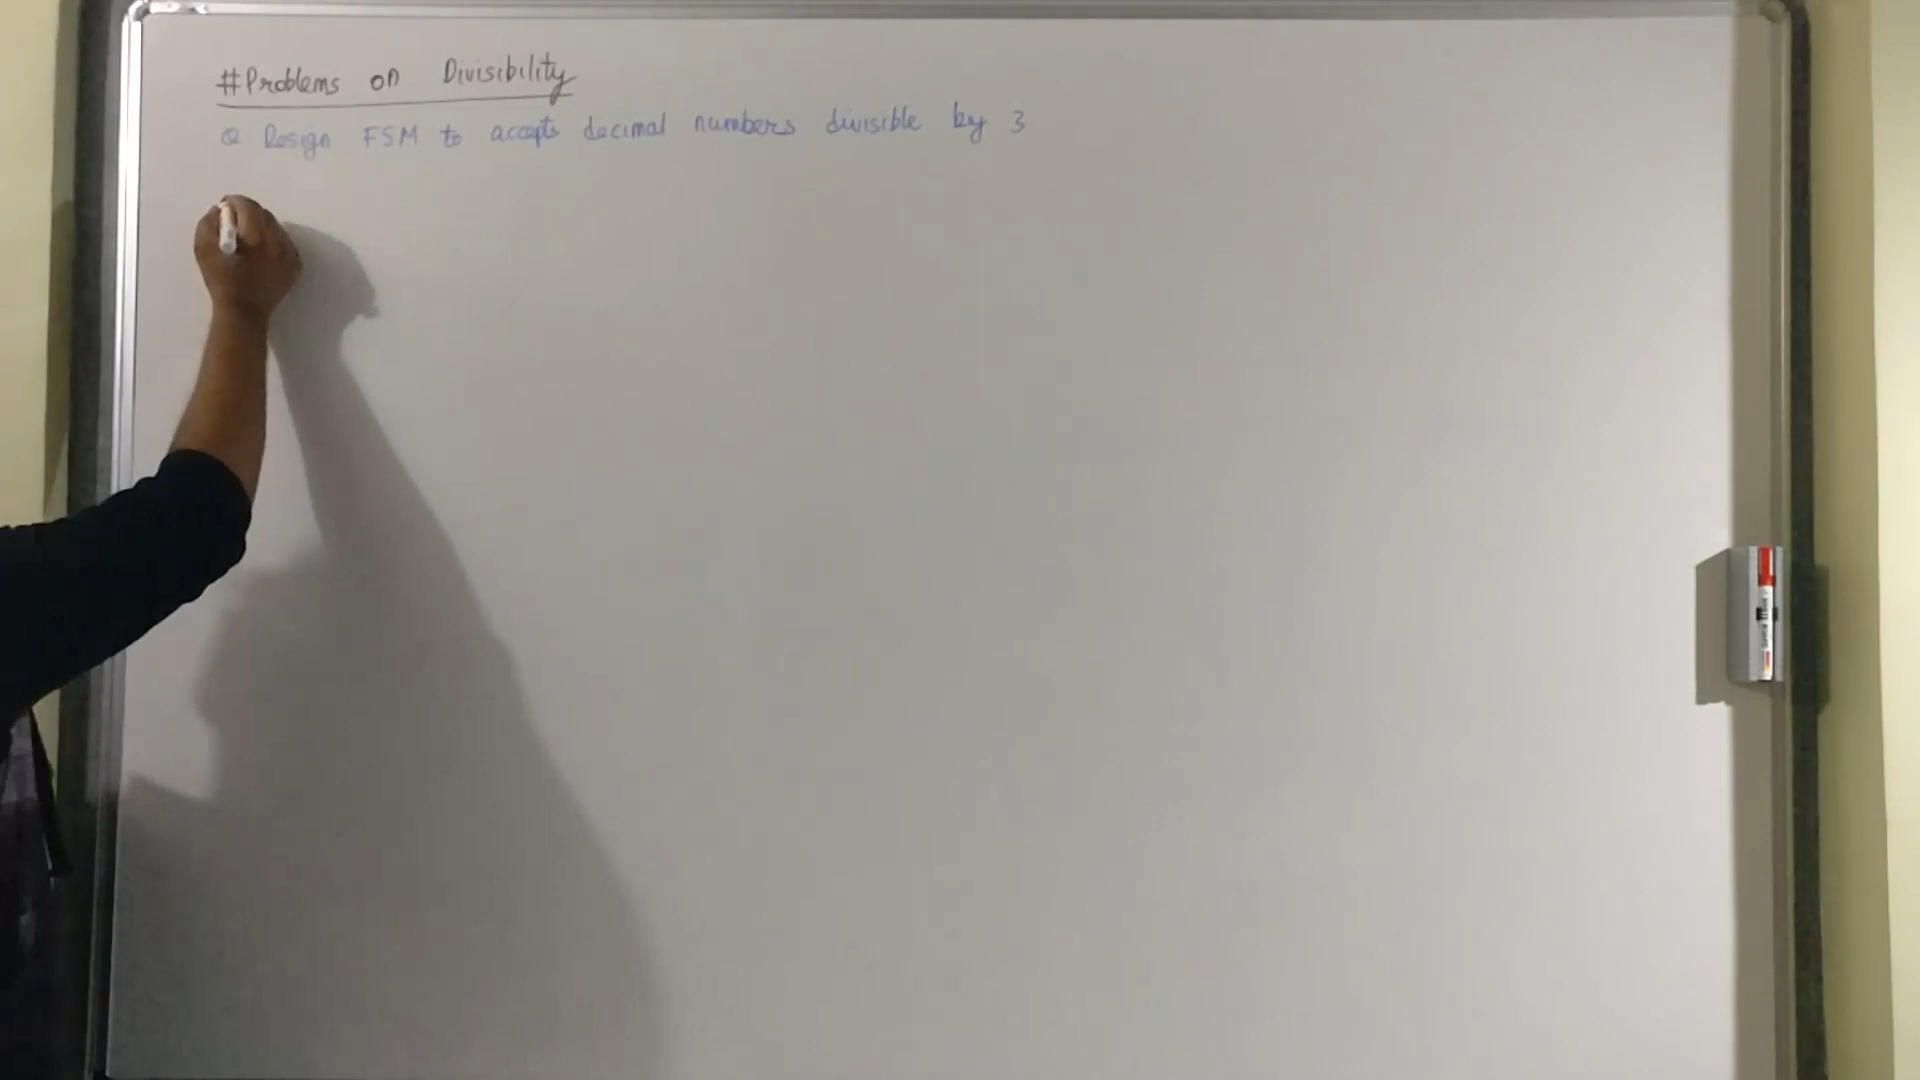 #Problems on Divisibility
Q Design FSM to accepts decimal numbers divisible by 3